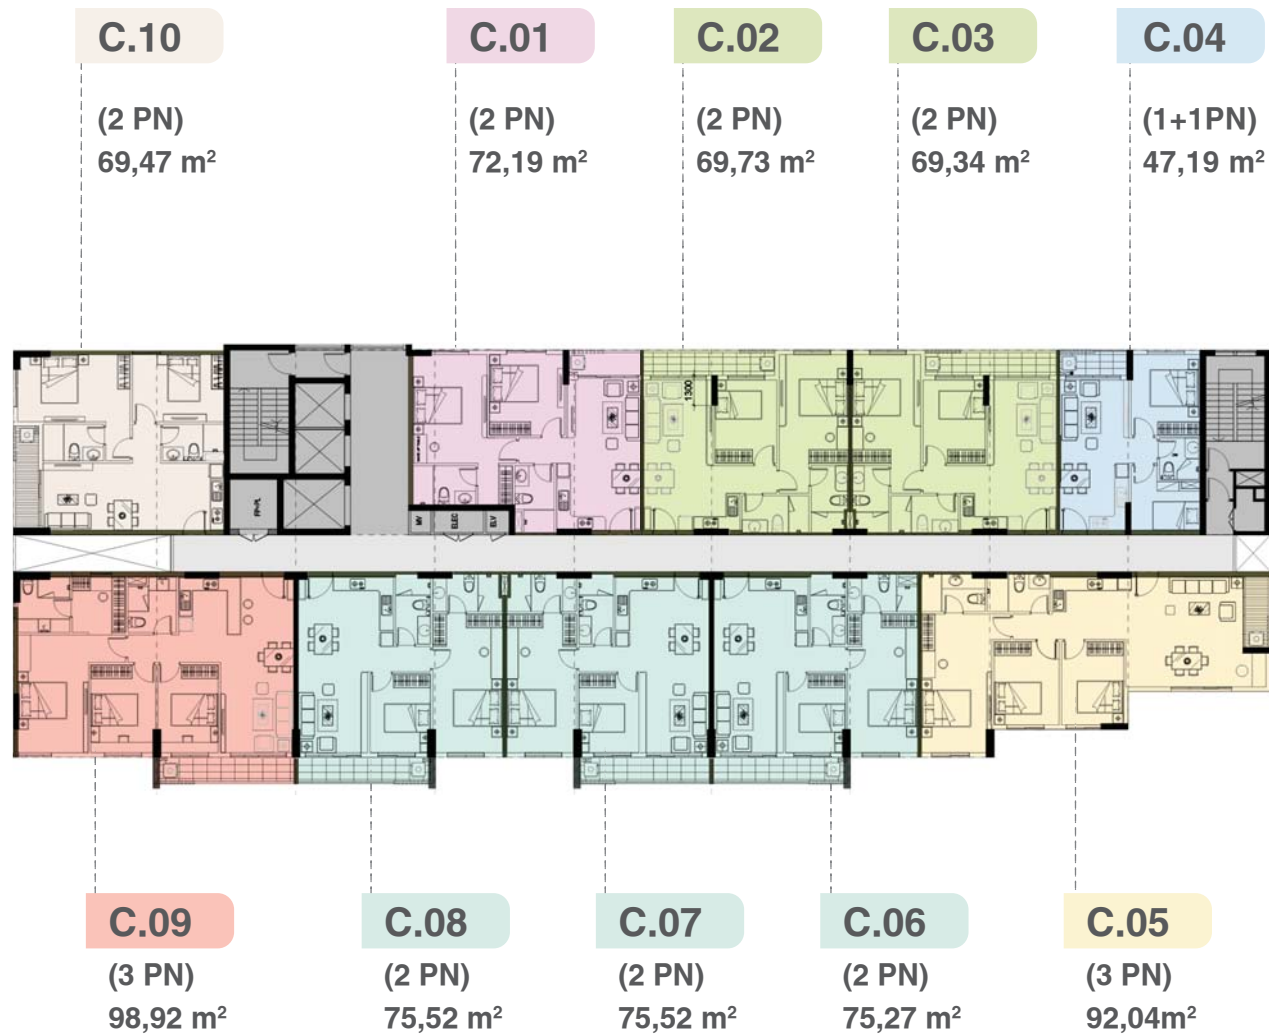 C.10
(2 PN)
69,47 m²
C.01
(2 PN)
72,19 m²
C.02
(2 PN)
69,73 m²
C.03
(2 PN)
69,34 m²
C.04
(1+1PN)
47,19 m²
1300
MV
ELEC
ELV
C.09
(3 PN)
98,92 m²
C.08
(2 PN)
75,52 m²
C.07
(2 PN)
75,52 m²
C.06
(2 PN)
75,27 m²
C.05
(3 PN)
92,04m²